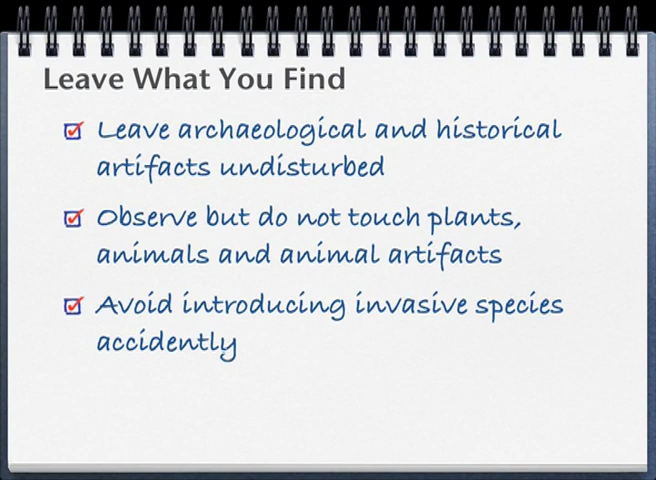 Leave What You Find
Leave archaeological and historical
artifacts undisturbed
Observe but do not touch plants,
animals and animal artifacts
Avoid introducing invasive species
accidently